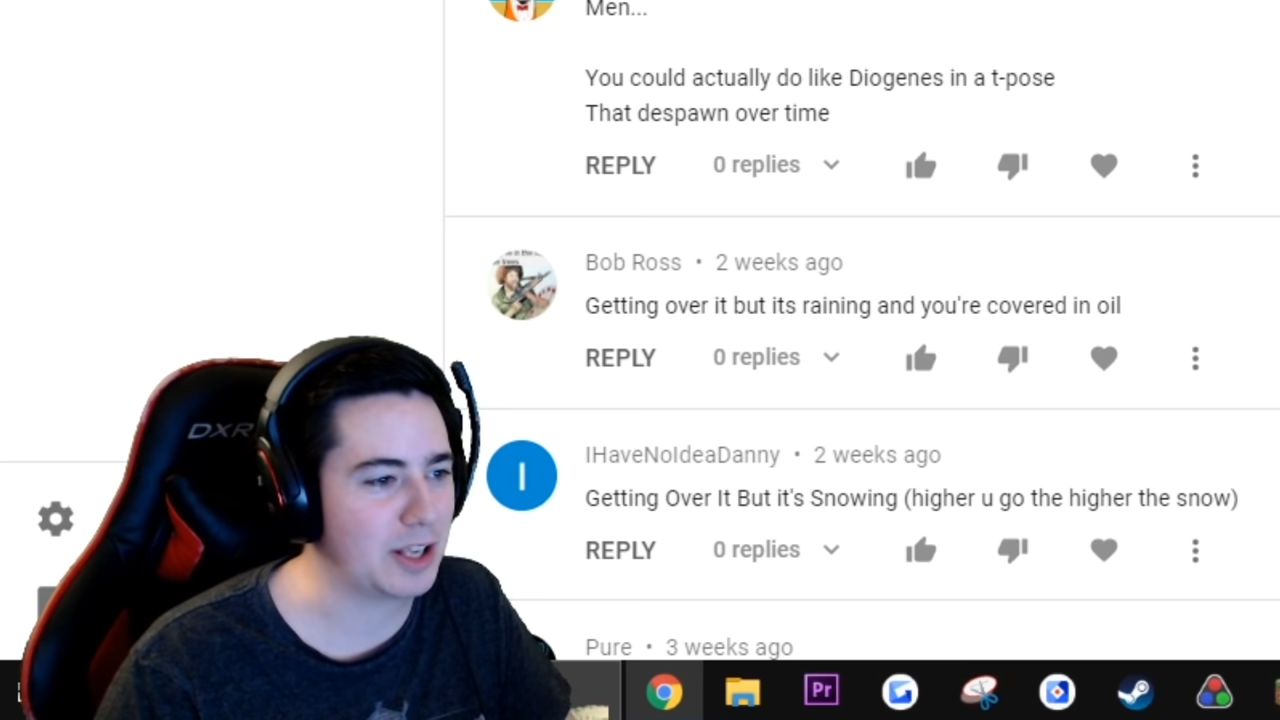 Men...
You could actually do like Diogenes in a t-pose
That despawn over time
REPLY 0 replies
Bob Ross • 2 weeks ago
Getting over it but its raining and you're covered in oil
REPLY 0 replies
I IHaveNoIdeaDanny • 2 weeks ago
Getting Over It But it's Snowing (higher u go the higher the snow)
REPLY 0 replies
Pure • 3 weeks ago
DXR
Pr